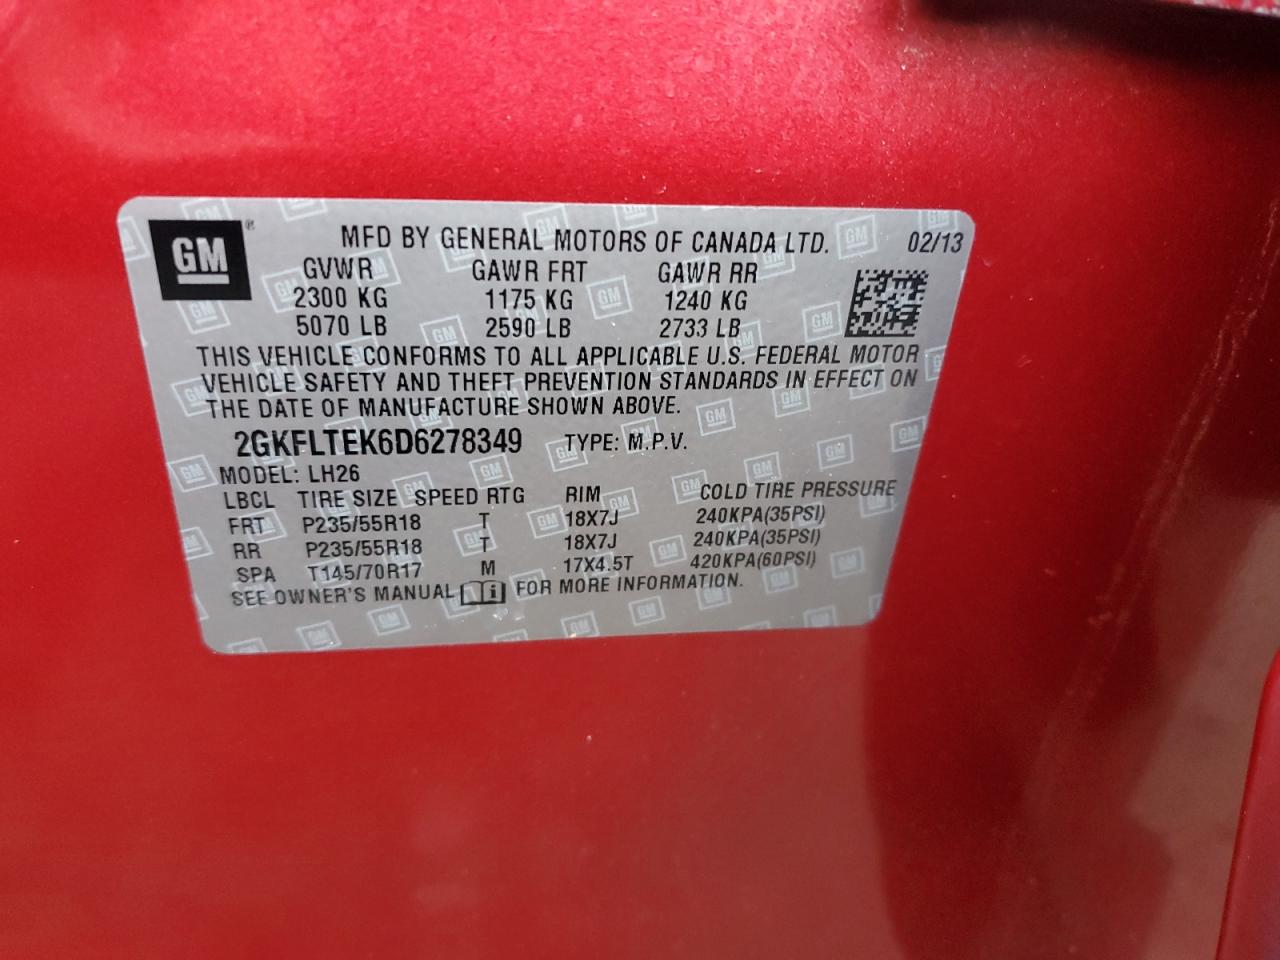 GM®
MFD BY GENERAL MOTORS OF CANADA LTD. 02/13
GVWR GAWR FRT GAWR RR
2300 KG 1175 KG 1240 KG
5070 LB 2590 LB 2733 LB
THIS VEHICLE CONFORMS TO ALL APPLICABLE U.S. FEDERAL MOTOR
VEHICLE SAFETY AND THEFT PREVENTION STANDARDS IN EFFECT ON
THE DATE OF MANUFACTURE SHOWN ABOVE.
2GKFLTEK6D6278349 TYPE: M.P.V.
MODEL: LH26
LBCL TIRE SIZE SPEED RTG RIM COLD TIRE PRESSURE
FRT P235/55R18 T 18X7J 240KPA(35PSI)
RR P235/55R18 T 18X7J 240KPA(35PSI)
SPA T145/70R17 M 17X4.5T 420KPA(60PSI)
SEE OWNER'S MANUAL i FOR MORE INFORMATION.